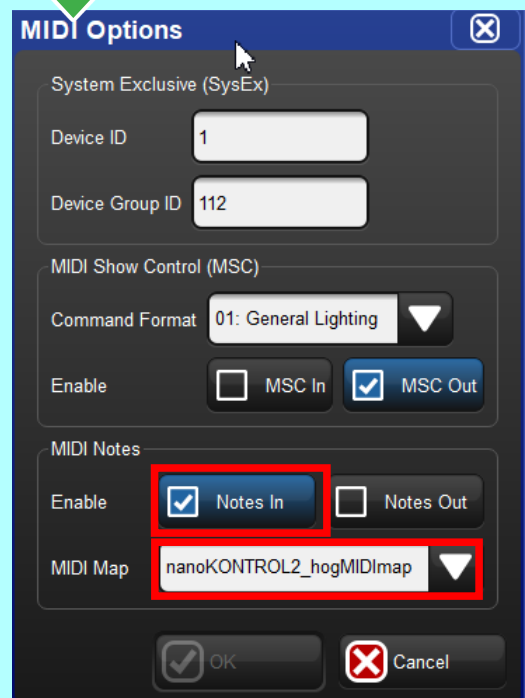 MIDI Options
System Exclusive (SysEx)
Device ID 1
Device Group ID 112
MIDI Show Control (MSC)
Command Format 01: General Lighting
Enable MSC In MSC Out
MIDI Notes
Enable Notes In Notes Out
MIDI Map nanoKONTROL2_hogMIDImap
OK Cancel